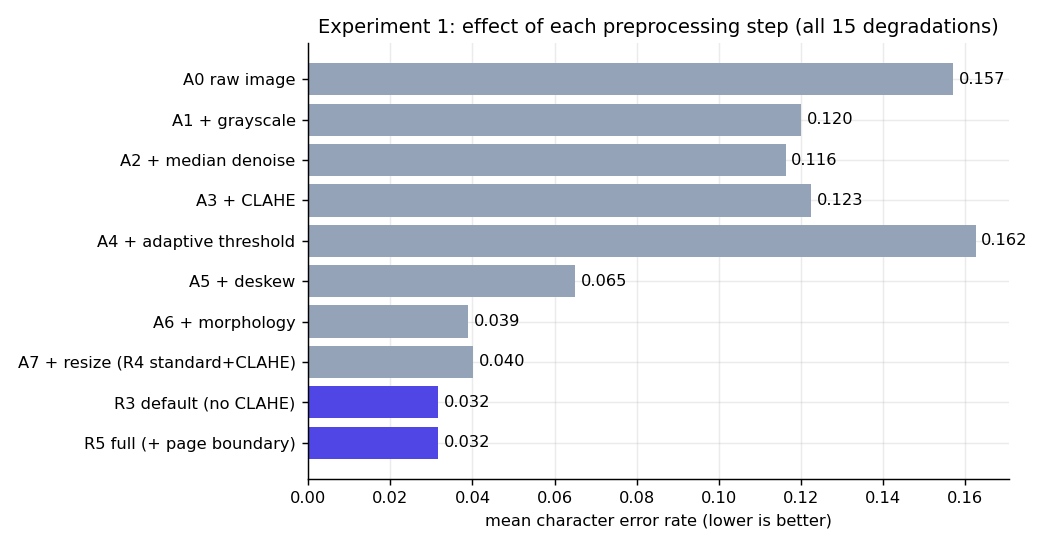 Experiment 1: effect of each preprocessing step (all 15 degradations)
A0 raw image 0.157
A1 + grayscale 0.120
A2 + median denoise 0.116
A3 + CLAHE 0.123
A4 + adaptive threshold 0.162
A5 + deskew 0.065
A6 + morphology 0.039
A7 + resize (R4 standard+CLAHE) 0.040
R3 default (no CLAHE) 0.032
R5 full (+ page boundary) 0.032
0.00 0.02 0.04 0.06 0.08 0.10 0.12 0.14 0.16
mean character error rate (lower is better)